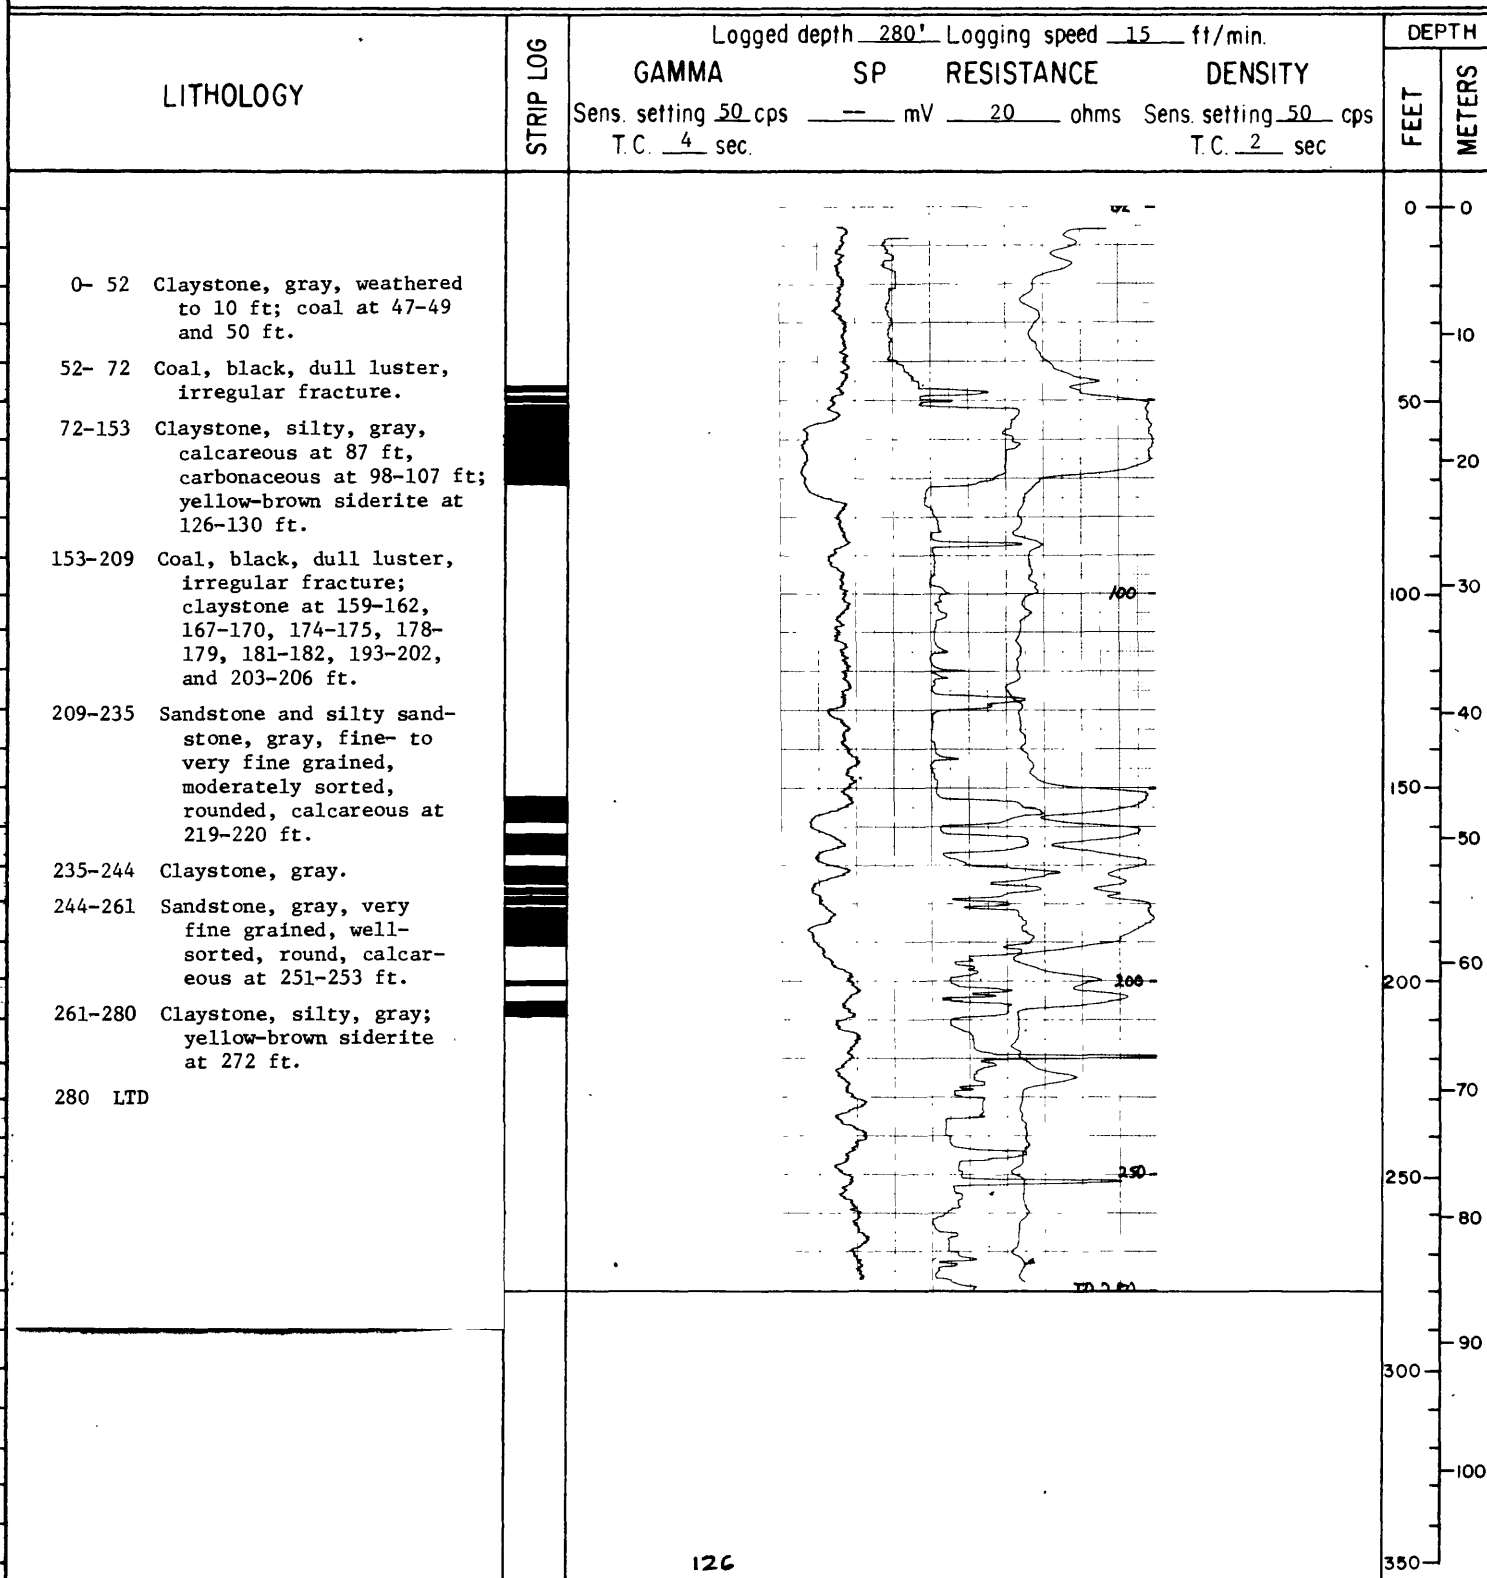 Logged depth 280' Logging speed 15 ft/min.
DEPTH
LITHOLOGY
STRIP LOG
GAMMA SP RESISTANCE DENSITY
Sens. setting 50 cps — mV 20 ohms Sens. setting 50 cps
T.C. 4 sec. T.C. 2 sec
FEET
METERS
0- 52 Claystone, gray, weathered
to 10 ft; coal at 47-49
and 50 ft.
52- 72 Coal, black, dull luster,
irregular fracture.
72-153 Claystone, silty, gray,
calcareous at 87 ft,
carbonaceous at 98-107 ft;
yellow-brown siderite at
126-130 ft.
153-209 Coal, black, dull luster,
irregular fracture;
claystone at 159-162,
167-170, 174-175, 178-
179, 181-182, 193-202,
and 203-206 ft.
209-235 Sandstone and silty sand-
stone, gray, fine- to
very fine grained,
moderately sorted,
rounded, calcareous at
219-220 ft.
235-244 Claystone, gray.
244-261 Sandstone, gray, very
fine grained, well-
sorted, round, calcar-
eous at 251-253 ft.
261-280 Claystone, silty, gray;
yellow-brown siderite
at 272 ft.
280 LTD
100
200
250
0 0
10
50
20
100 30
40
150
50
60
200
70
250
80
90
300
100
350
126